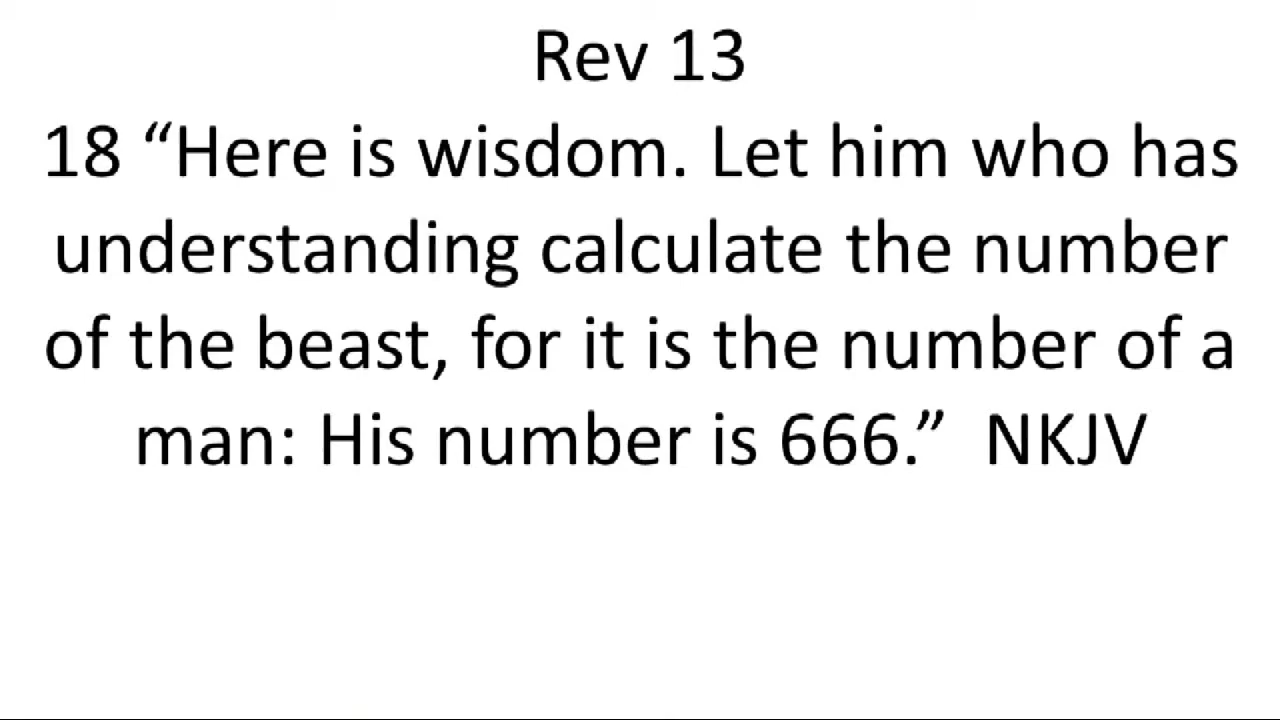 Rev 13
18 “Here is wisdom. Let him who has
understanding calculate the number
of the beast, for it is the number of a
man: His number is 666.”  NKJV